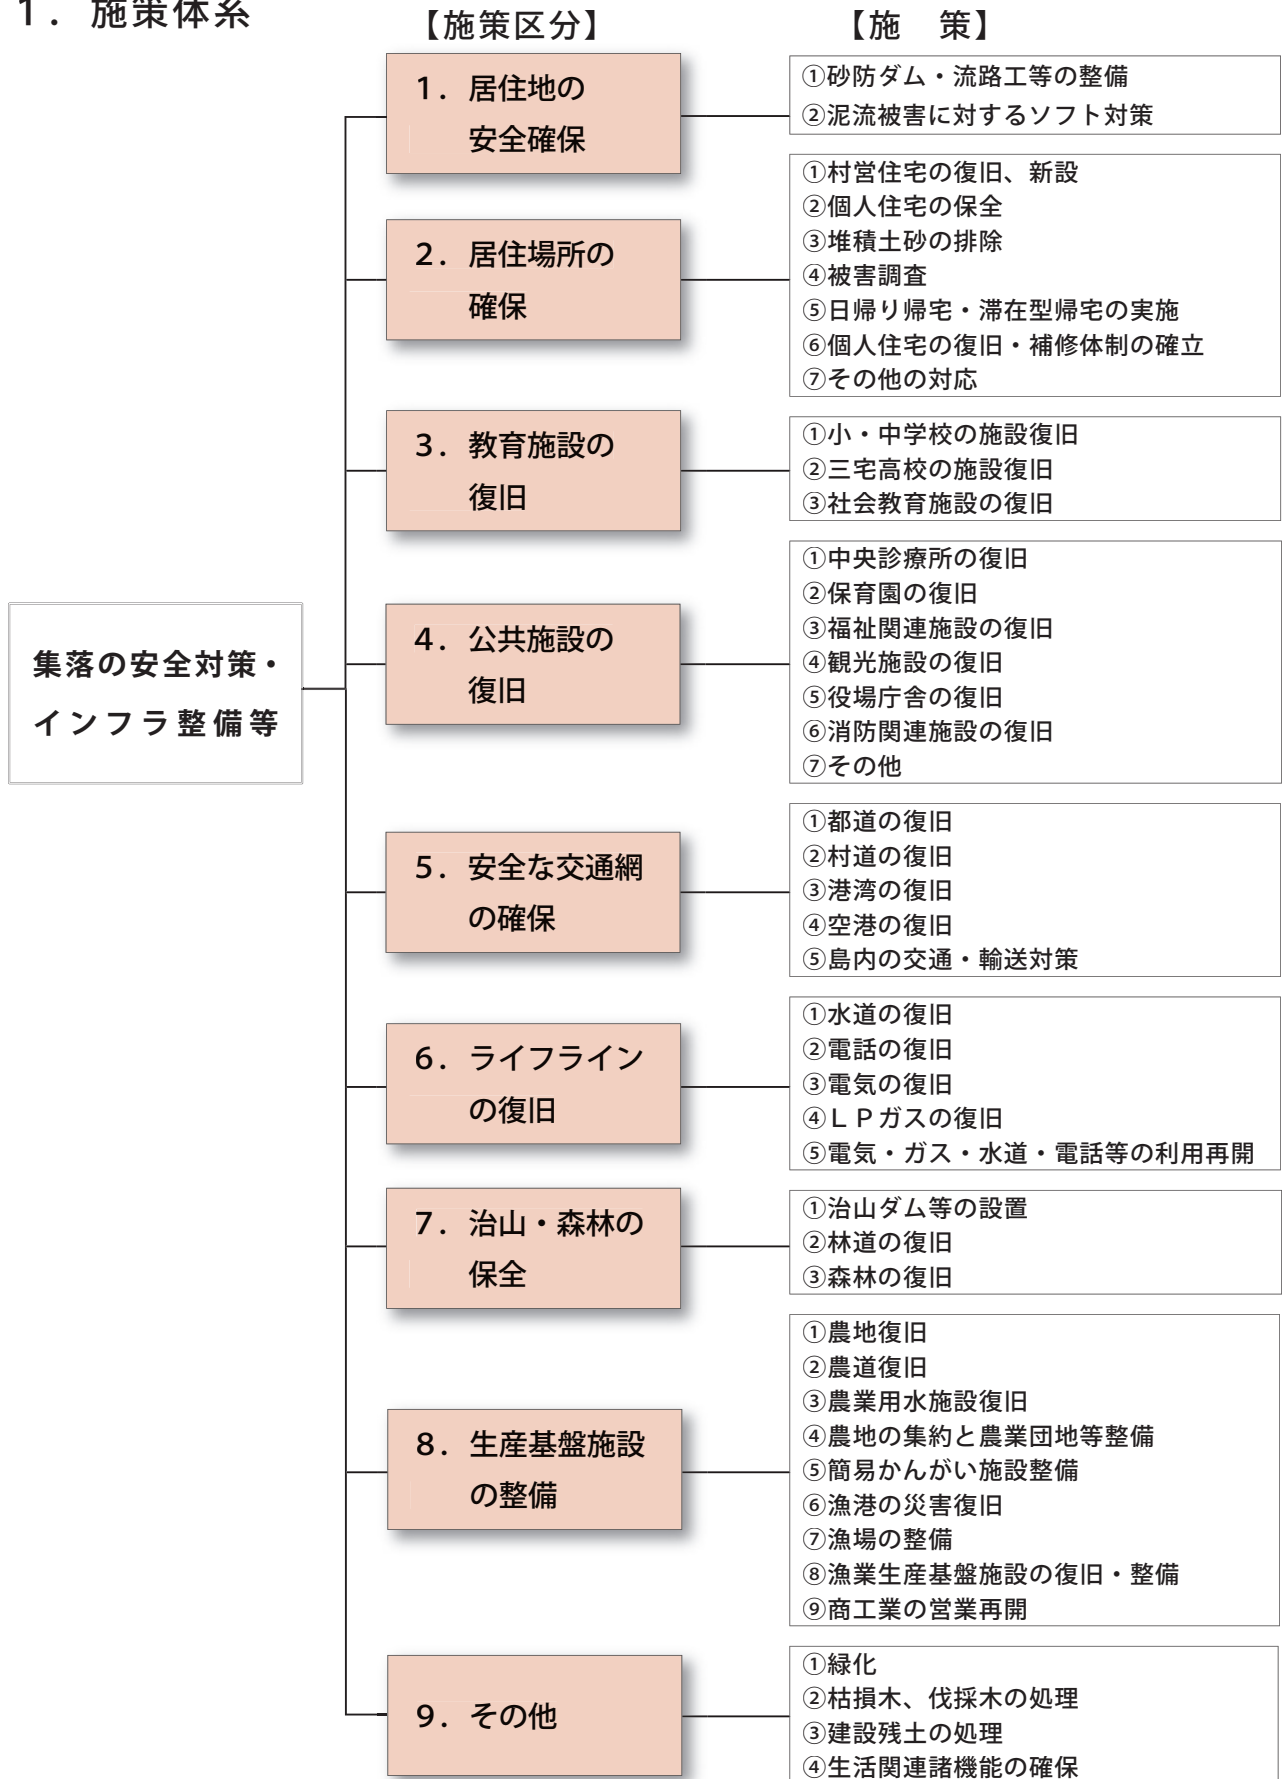 １．施策体系
【施策区分】
【施　策】
集落の安全対策・
インフラ整備等
１．居住地の
安全確保
①砂防ダム・流路工等の整備
②泥流被害に対するソフト対策
２．居住場所の
確保
①村営住宅の復旧、新設
②個人住宅の保全
③堆積土砂の排除
④被害調査
⑤日帰り帰宅・滞在型帰宅の実施
⑥個人住宅の復旧・補修体制の確立
⑦その他の対応
３．教育施設の
復旧
①小・中学校の施設復旧
②三宅高校の施設復旧
③社会教育施設の復旧
４．公共施設の
復旧
①中央診療所の復旧
②保育園の復旧
③福祉関連施設の復旧
④観光施設の復旧
⑤役場庁舎の復旧
⑥消防関連施設の復旧
⑦その他
５．安全な交通網
の確保
①都道の復旧
②村道の復旧
③港湾の復旧
④空港の復旧
⑤島内の交通・輸送対策
６．ライフライン
の復旧
①水道の復旧
②電話の復旧
③電気の復旧
④ＬＰガスの復旧
⑤電気・ガス・水道・電話等の利用再開
７．治山・森林の
保全
①治山ダム等の設置
②林道の復旧
③森林の復旧
８．生産基盤施設
の整備
①農地復旧
②農道復旧
③農業用水施設復旧
④農地の集約と農業団地等整備
⑤簡易かんがい施設整備
⑥漁港の災害復旧
⑦漁場の整備
⑧漁業生産基盤施設の復旧・整備
⑨商工業の営業再開
９．その他
①緑化
②枯損木、伐採木の処理
③建設残土の処理
④生活関連諸機能の確保